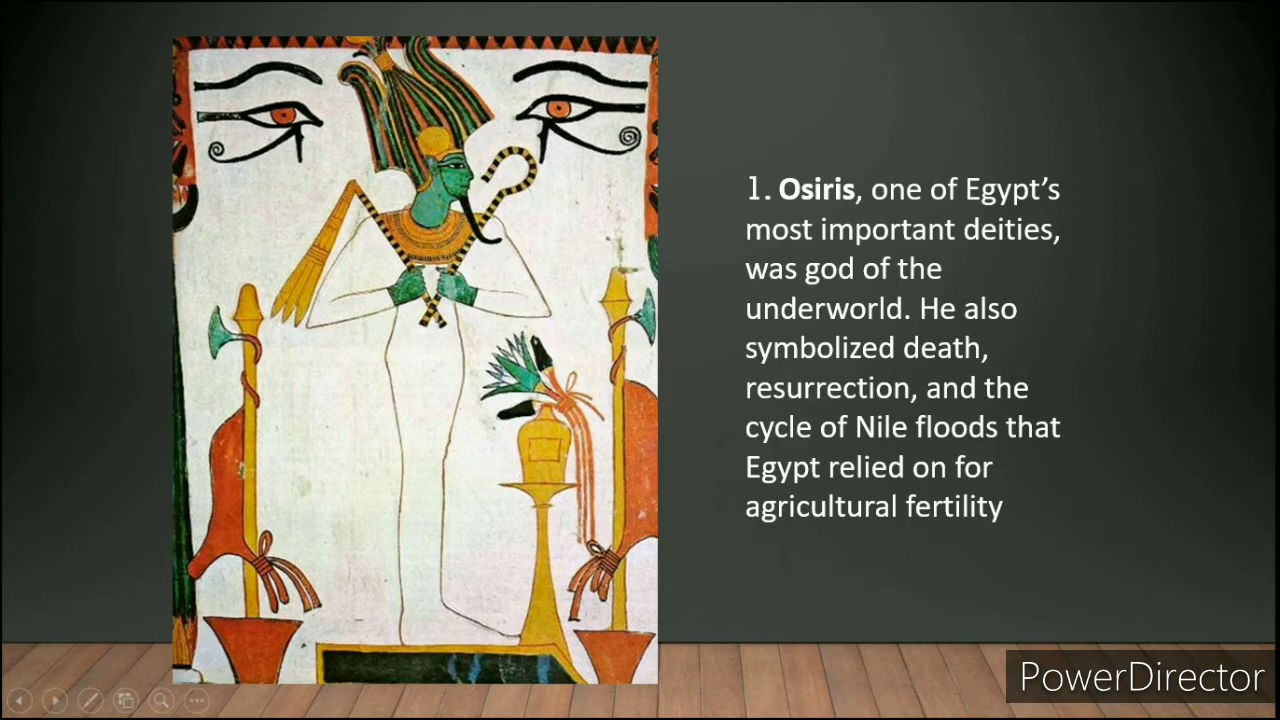 1. Osiris, one of Egypt’s
most important deities,
was god of the
underworld. He also
symbolized death,
resurrection, and the
cycle of Nile floods that
Egypt relied on for
agricultural fertility
PowerDirector